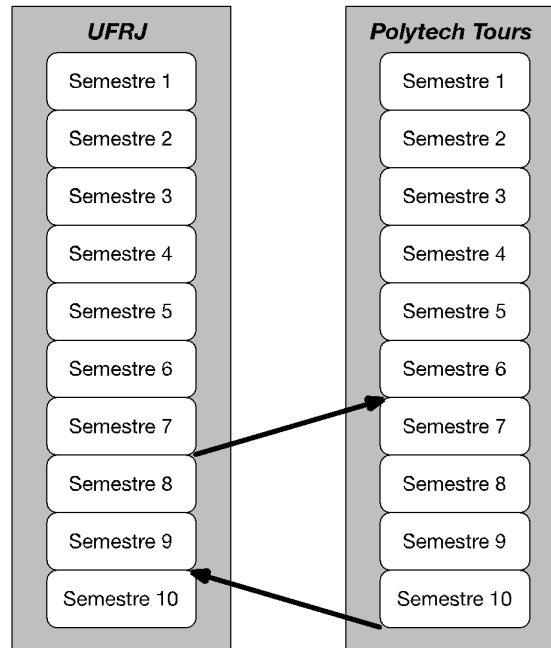 UFRJ
Semestre 1
Semestre 2
Semestre 3
Semestre 4
Semestre 5
Semestre 6
Semestre 7
Semestre 8
Semestre 9
Semestre 10
Polytech Tours
Semestre 1
Semestre 2
Semestre 3
Semestre 4
Semestre 5
Semestre 6
Semestre 7
Semestre 8
Semestre 9
Semestre 10